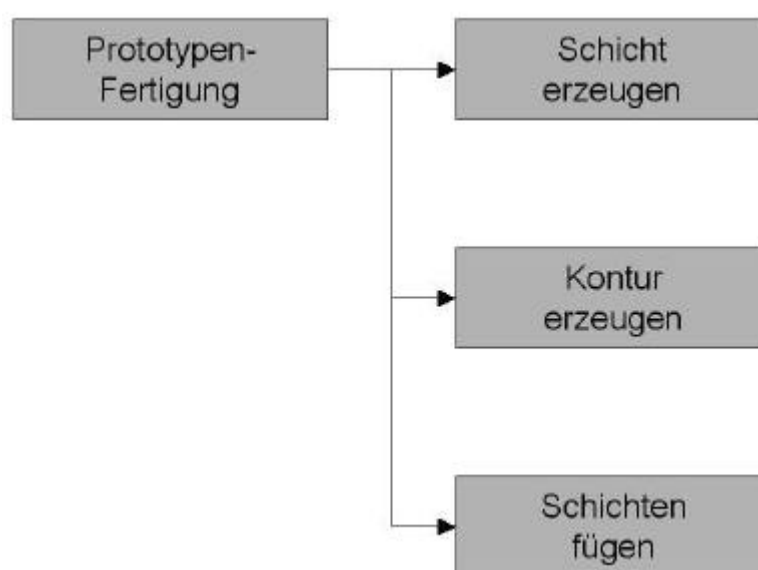 Prototypen-
Fertigung
Schicht
erzeugen
Kontur
erzeugen
Schichten
fügen